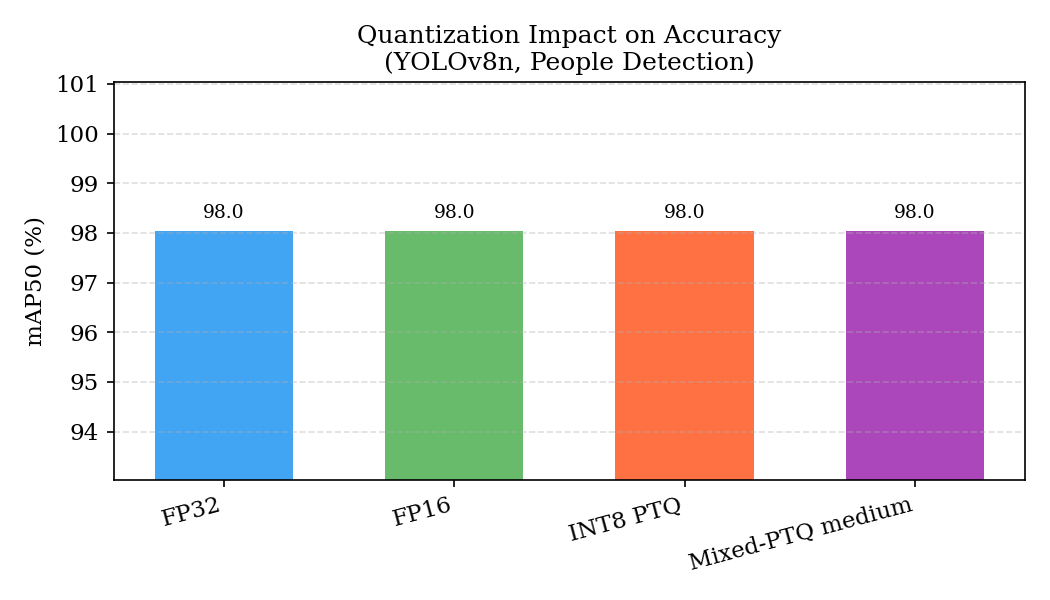 Quantization Impact on Accuracy
(YOLOv8n, People Detection)
mAP50 (%)
101
100
99
98
97
96
95
94
98.0
98.0
98.0
98.0
FP32
FP16
INT8 PTQ
Mixed-PTQ medium